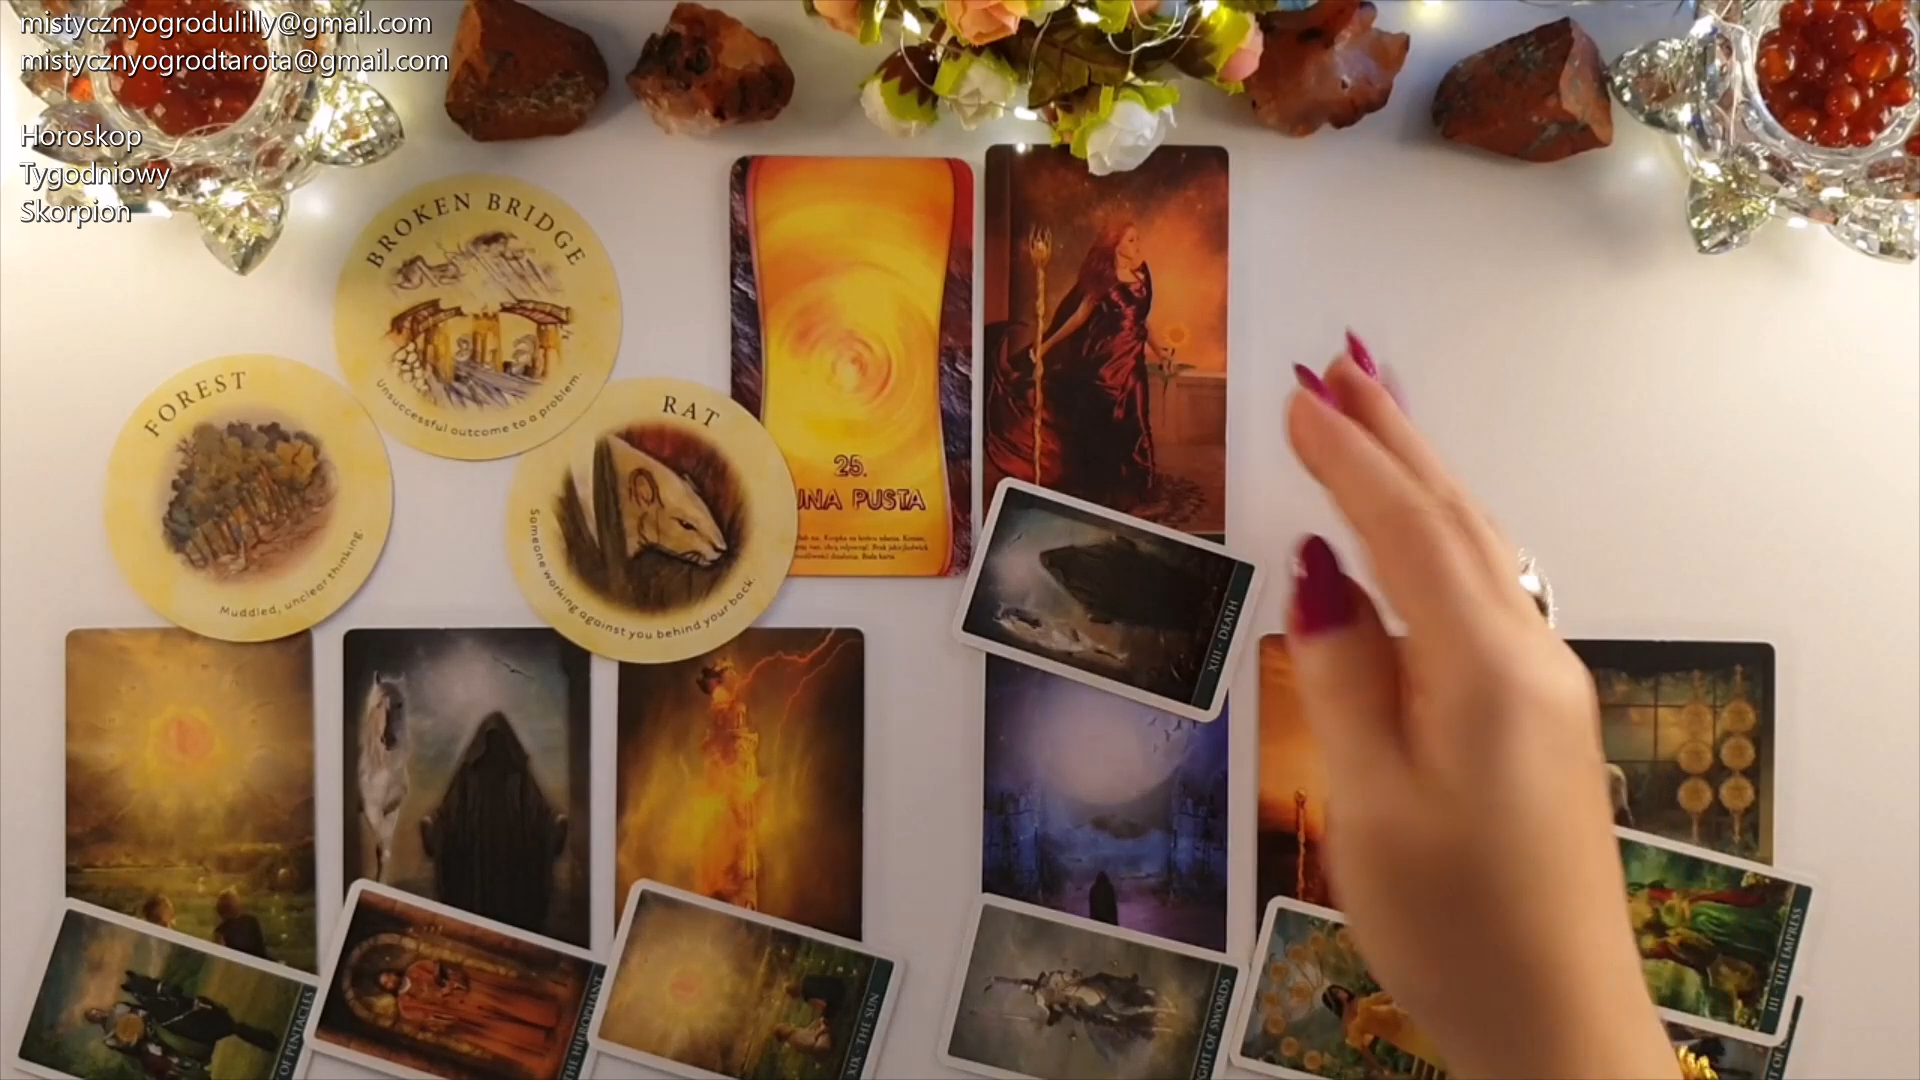 mistycznyogrodulilly@gmail.com
mistycznyogrodtarota@gmail.com
Horoskop
Tygodniowy
Skorpion
BROKEN BRIDGE
Unsuccessful outcome to a problem.
FOREST
Muddled, unclear thinking.
RAT
Someone working against you behind your back.
25.
UNA PUSTA
XIII - DEATH
OF PENTACLES
THE HIEROPHANT
XIX - THE SUN
GHT OF SWORDS
III - THE EMPRESS